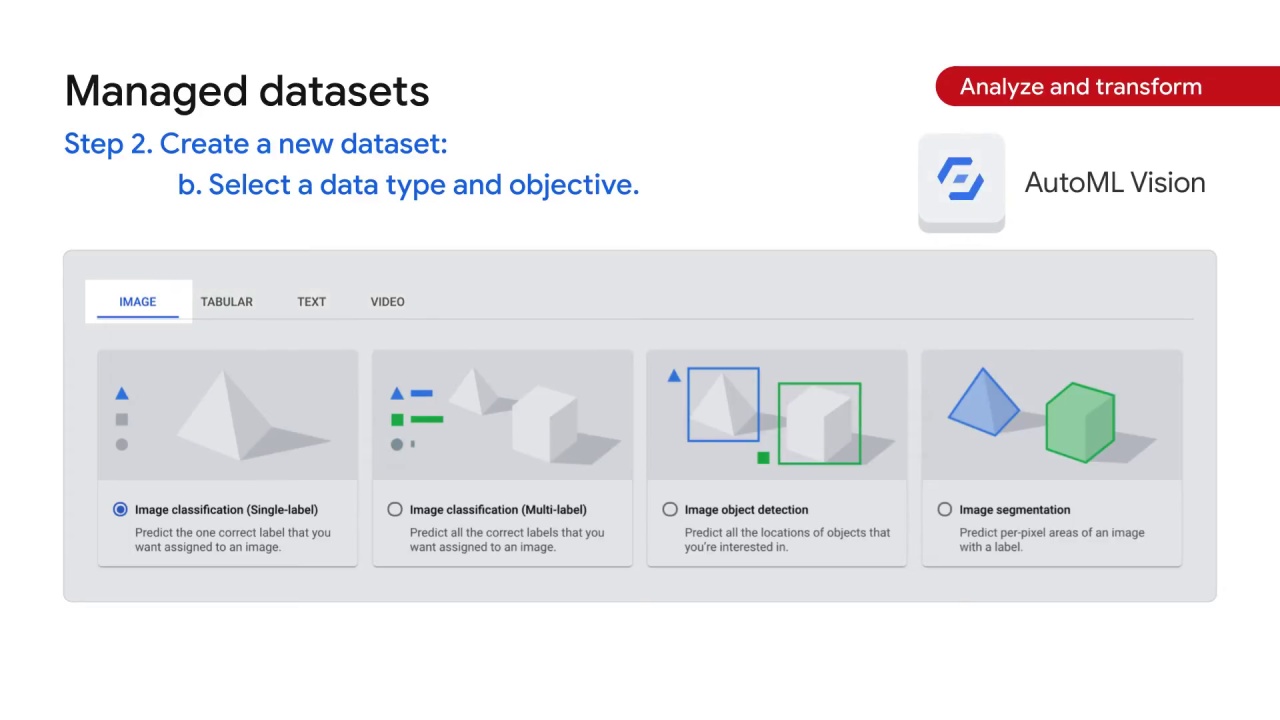 Managed datasets
Analyze and transform
Step 2. Create a new dataset:
b. Select a data type and objective.
AutoML Vision
IMAGE TABULAR TEXT VIDEO
Image classification (Single-label)
Predict the one correct label that you
want assigned to an image.
Image classification (Multi-label)
Predict all the correct labels that you
want assigned to an image.
Image object detection
Predict all the locations of objects that
you're interested in.
Image segmentation
Predict per-pixel areas of an image
with a label.